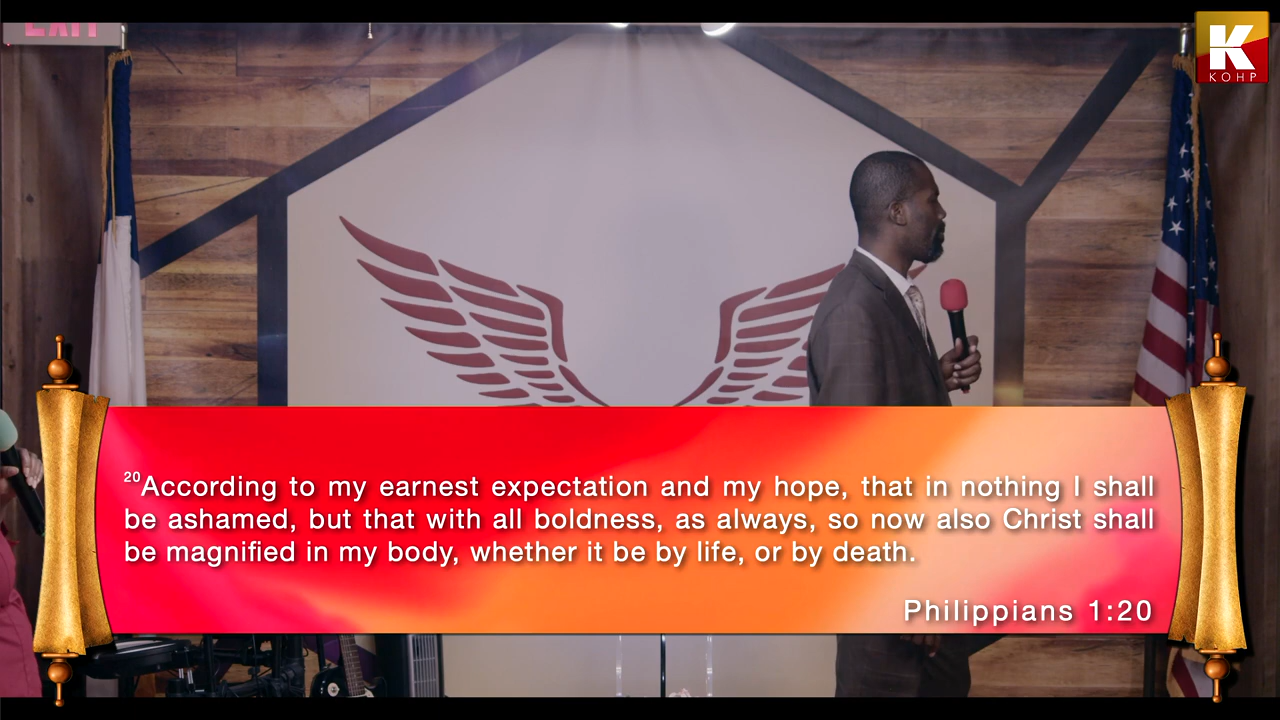 EXIT
K
KOHP
20According to my earnest expectation and my hope, that in nothing I shall
be ashamed, but that with all boldness, as always, so now also Christ shall
be magnified in my body, whether it be by life, or by death.
Philippians 1:20